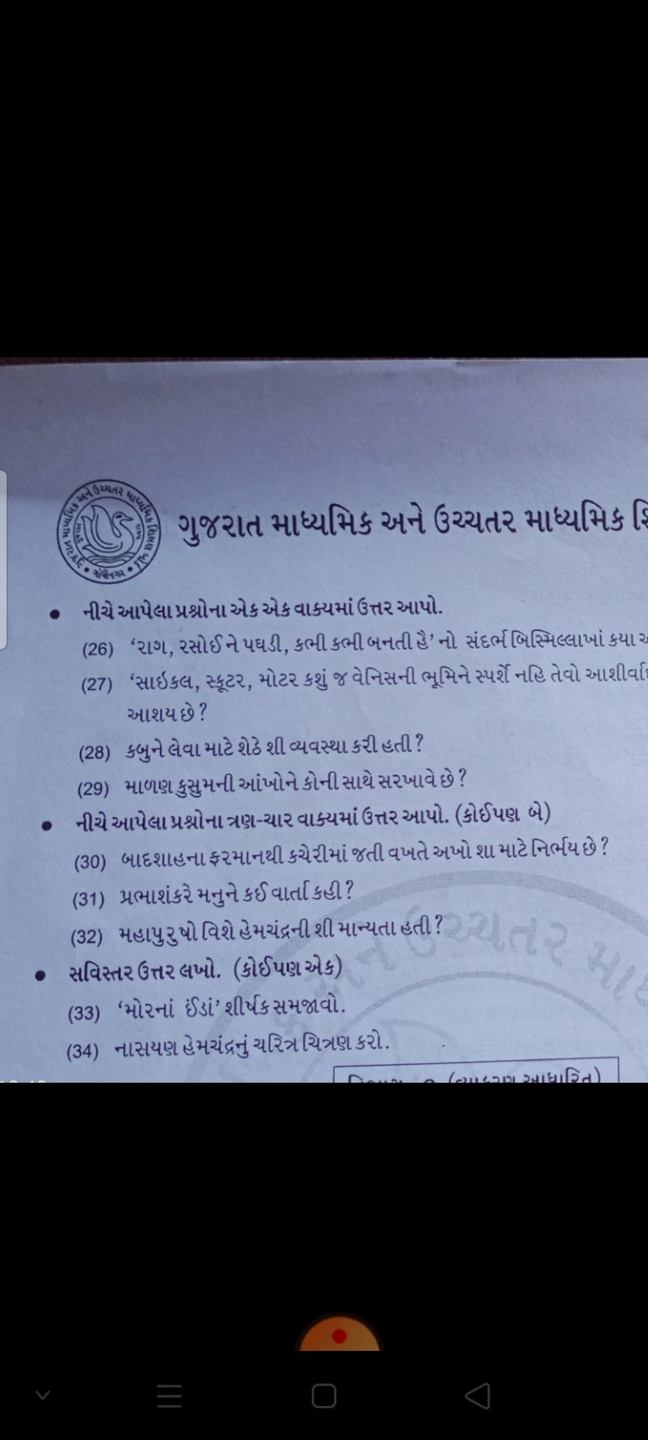 ગુજરાત માધ્યમિક અને ઉચ્ચતર માધ્યમિક
• નીચે આપેલા પ્રશ્નોના એક એક વાક્યમાં ઉત્તર આપો.
(26) ‘રાગ, રસોઈ ને પઘડી, કભી કભી બનતી હૈ’ નો સંદર્ભ બિસ્મિલ્લાખાં કયા
(27) ‘સાઇકલ, સ્કૂટર, મોટર કશું જ વેનિસની ભૂમિને સ્પર્શે નહિ તેવો
આશય છે?
(28) કબુને લેવા માટે શેઠે શી વ્યવસ્થા કરી હતી?
(29) માળણ કુસુમની આંખોને કોની સાથે સરખાવે છે?
• નીચે આપેલા પ્રશ્નોના ત્રણ-ચાર વાક્યમાં ઉત્તર આપો. (કોઈપણ બે)
(30) બાદશાહના ફરમાનથી કચેરીમાં જતી વખતે અખો શા માટે નિર્ભય છે?
(31) પ્રભાશંકરે મનુને કઈ વાર્તા કહી?
(32) મહાપુરુષો વિશે હેમચંદ્રની શી માન્યતા હતી?
• સવિસ્તર ઉત્તર લખો. (કોઈપણ એક)
(33) ‘મોરનાં ઈંડાં’ શીર્ષક સમજાવો.
(34) નારાયણ હેમચંદ્રનું ચરિત્ર ચિત્રણ કરો.